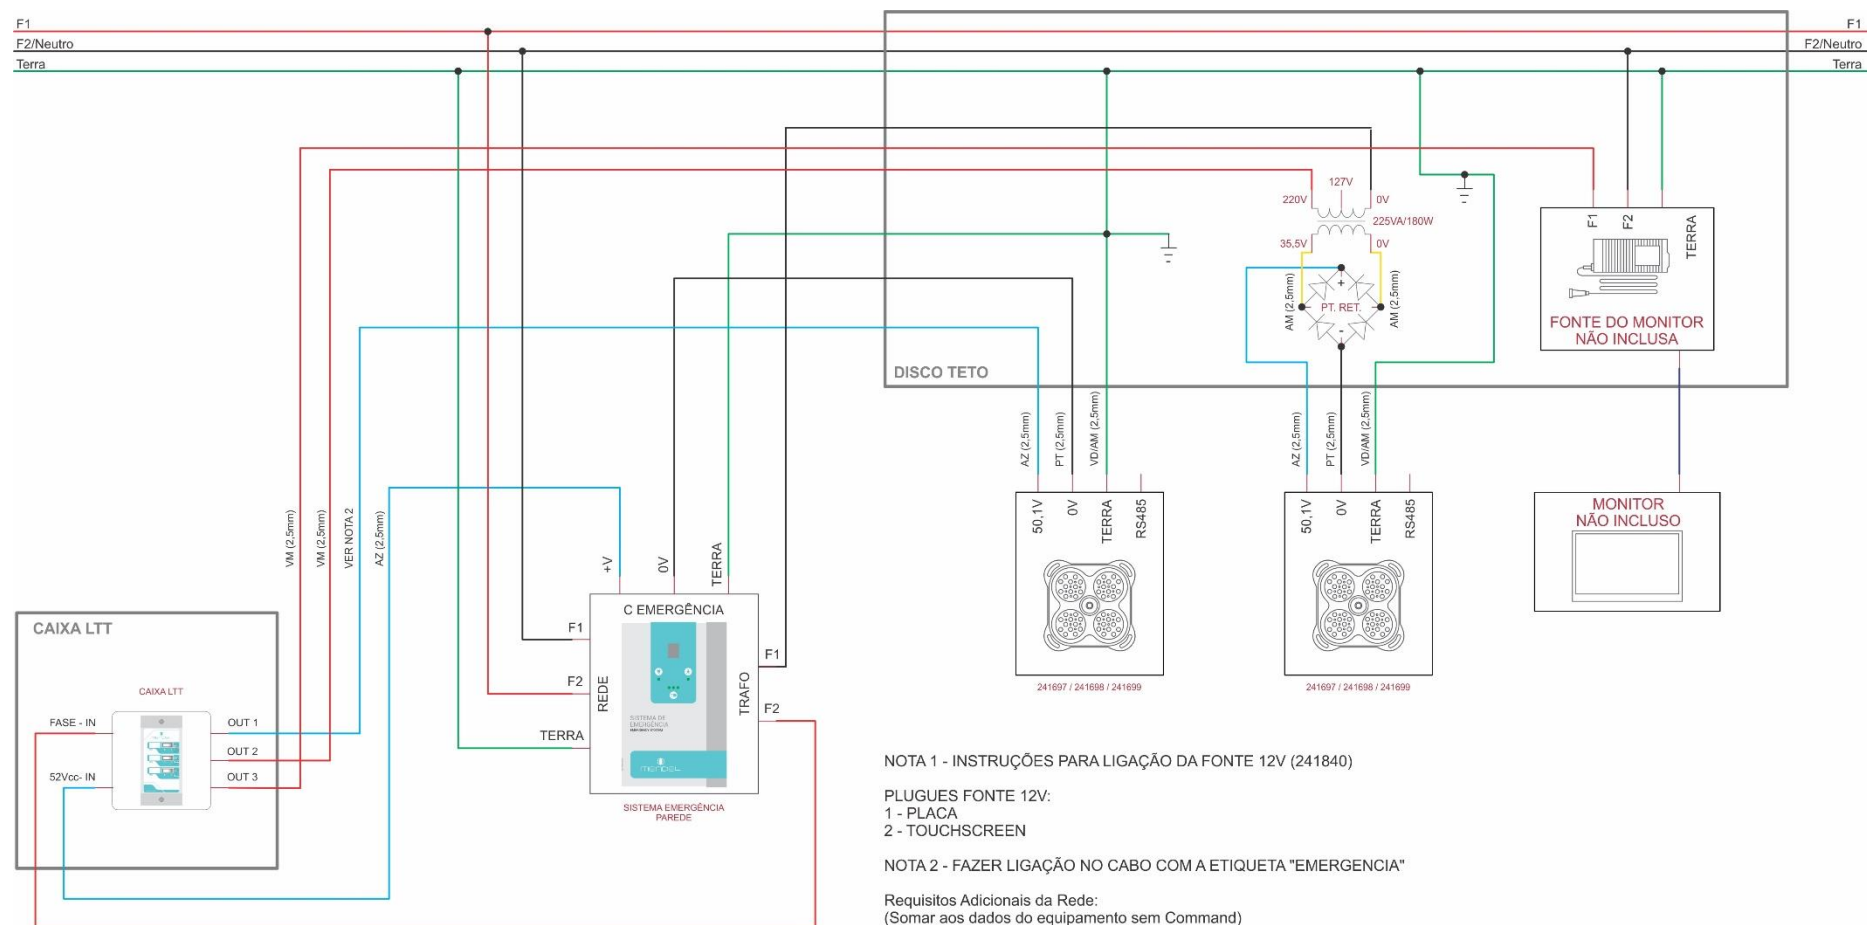 F1
F1
F2/Neutro
F2/Neutro
Terra
Terra
127V
220V
0V
225VA/180W
35,5V
0V
AM (2,5mm)
+
PT. RET.
-
AM (2,5mm)
F1
F2
TERRA
FONTE DO MONITOR
NÃO INCLUSA
DISCO TETO
AZ (2,5mm)
PT (2,5mm)
VD/AM (2,5mm)
AZ (2,5mm)
PT (2,5mm)
VD/AM (2,5mm)
VM (2,5mm)
VM (2,5mm)
VER NOTA 2
AZ (2,5mm)
50,1V
0V
TERRA
RS485
50,1V
0V
TERRA
RS485
MONITOR
NÃO INCLUSO
+V
0V
TERRA
C EMERGÊNCIA
F1
F2
TERRA
REDE
F1
F2
TRAFO
SISTEMA DE
EMERGÊNCIA
mendel
SISTEMA EMERGÊNCIA
PAREDE
241697 / 241698 / 241699
241697 / 241698 / 241699
CAIXA LTT
CAIXA LTT
FASE - IN
52Vcc- IN
OUT 1
OUT 2
OUT 3
NOTA 1 - INSTRUÇÕES PARA LIGAÇÃO DA FONTE 12V (241840)
PLUGUES FONTE 12V:
1 - PLACA
2 - TOUCHSCREEN
NOTA 2 - FAZER LIGAÇÃO NO CABO COM A ETIQUETA "EMERGENCIA"
Requisitos Adicionais da Rede:
(Somar aos dados do equipamento sem Command)